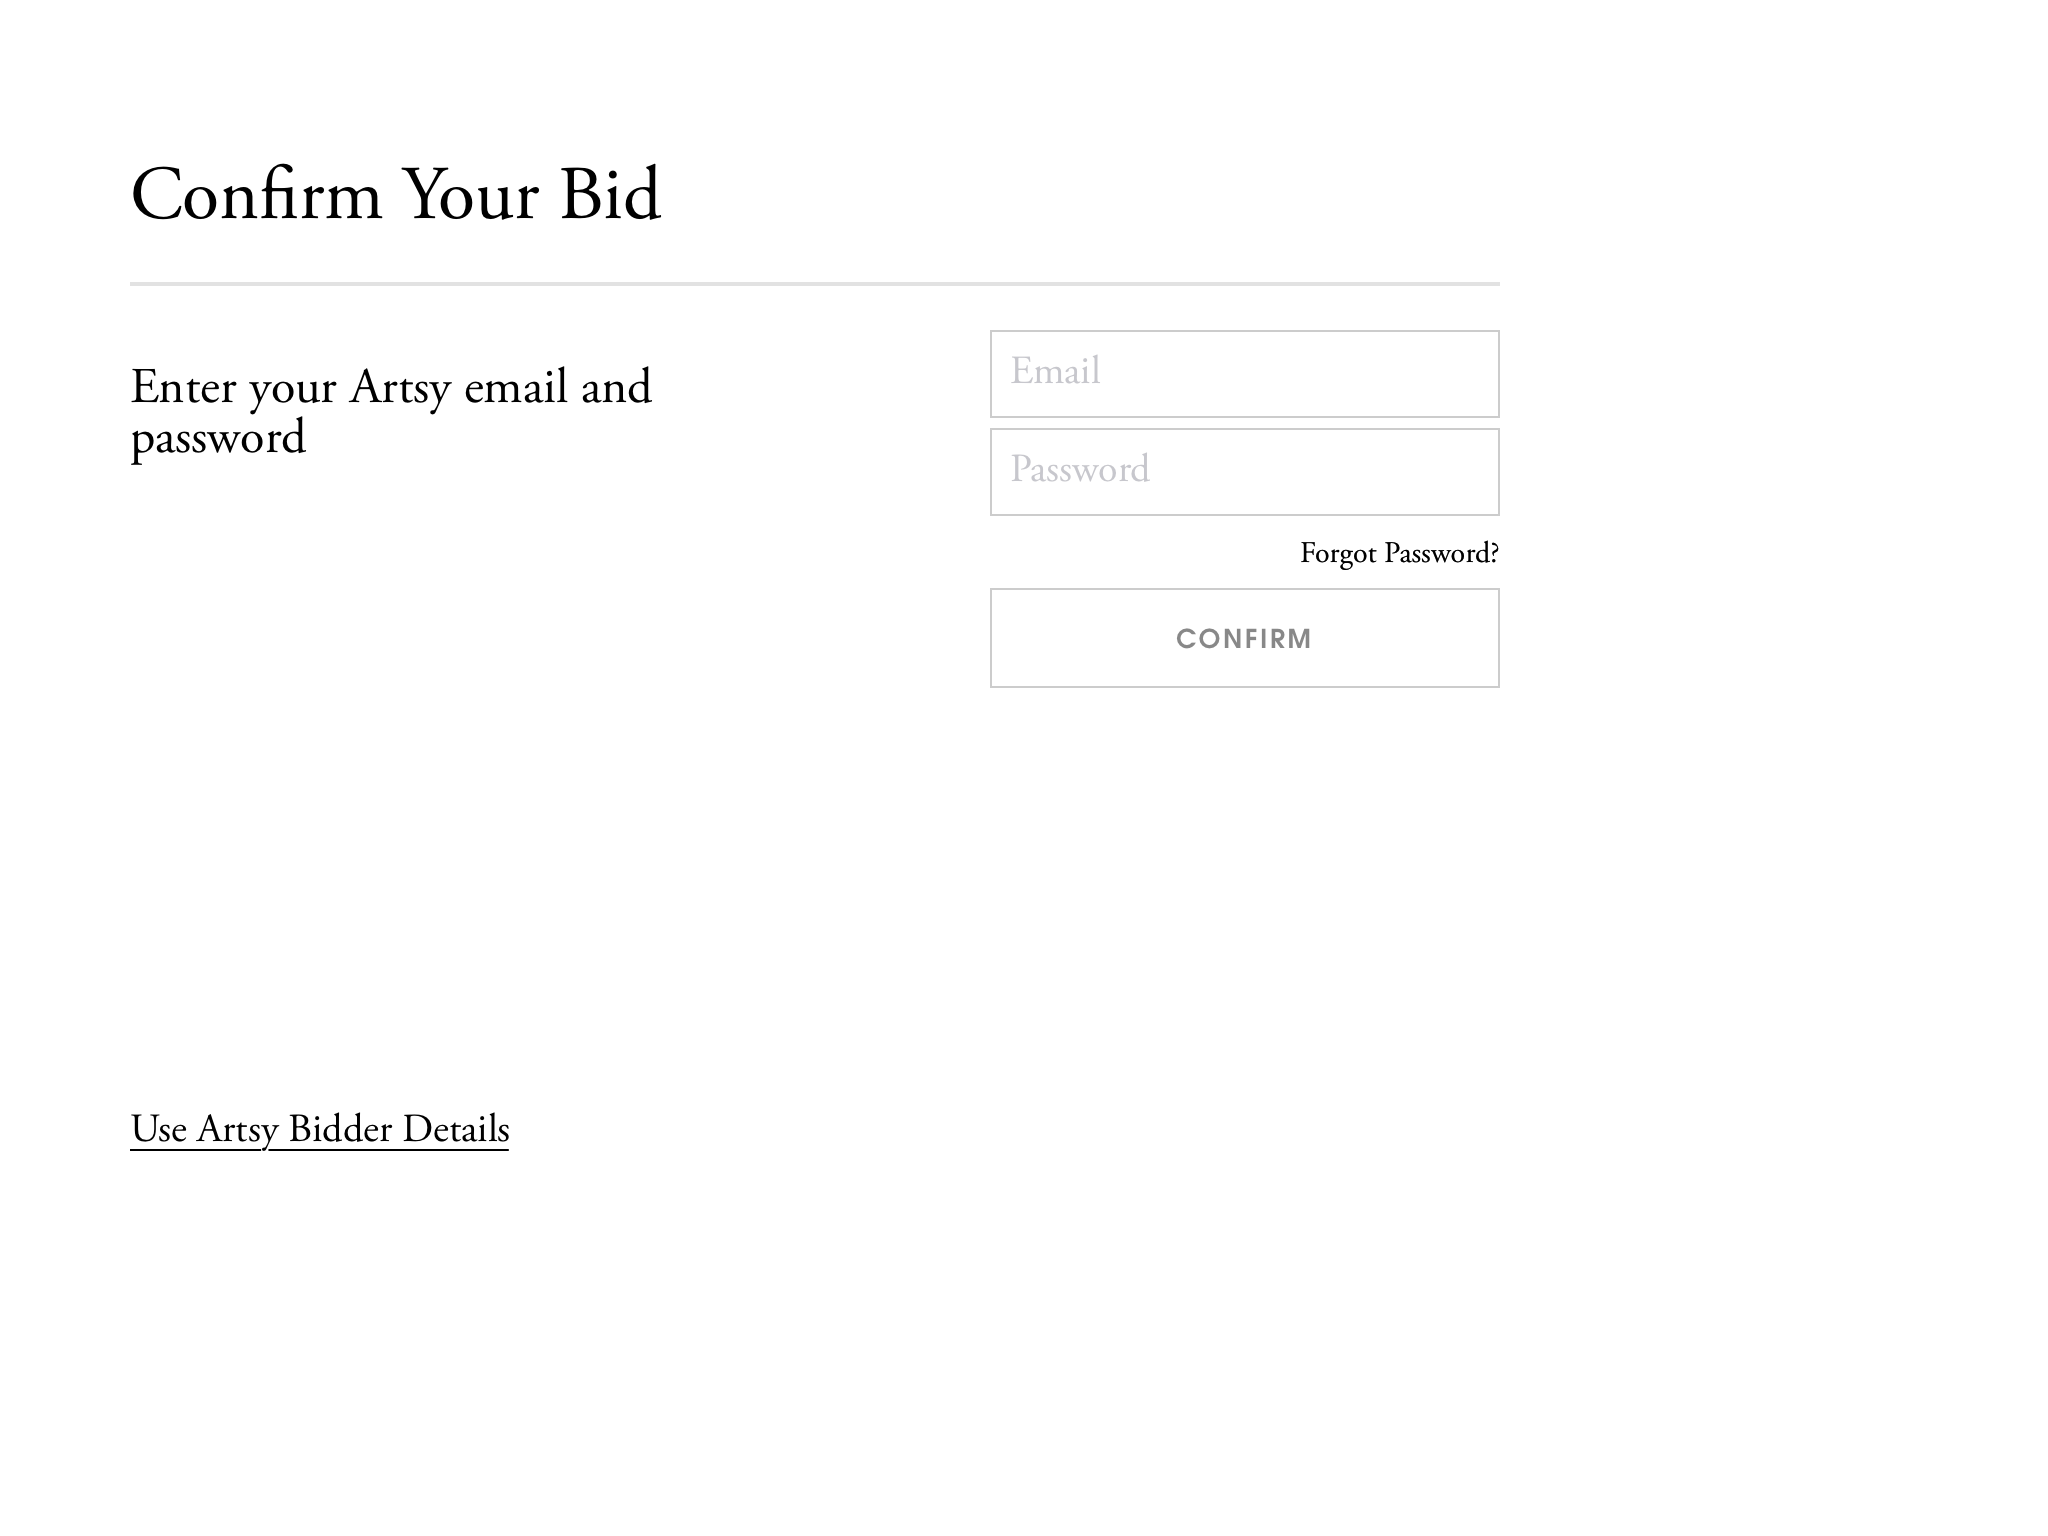 Confirm Your Bid
Enter your Artsy email and
password
Email
Password
Forgot Password?
CONFIRM
Use Artsy Bidder Details